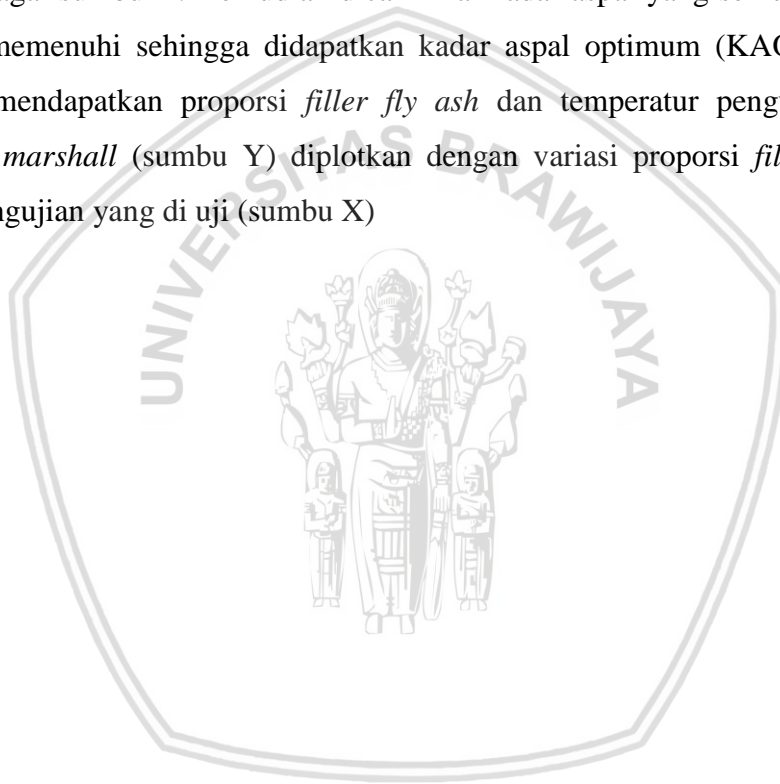 memenuhi sehingga didapatkan kadar aspal optimum (KAO
mendapatkan proporsi filler fly ash dan temperatur peng
marshall (sumbu Y) diplotkan dengan variasi proporsi fil
ngujian yang di uji (sumbu X)
UNIVERSITAS BRAWIJAYA